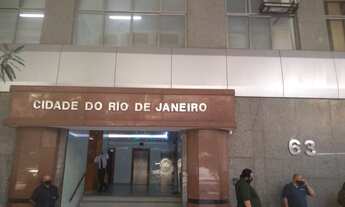 CIDADE DO RIO DE JANEIRO
63